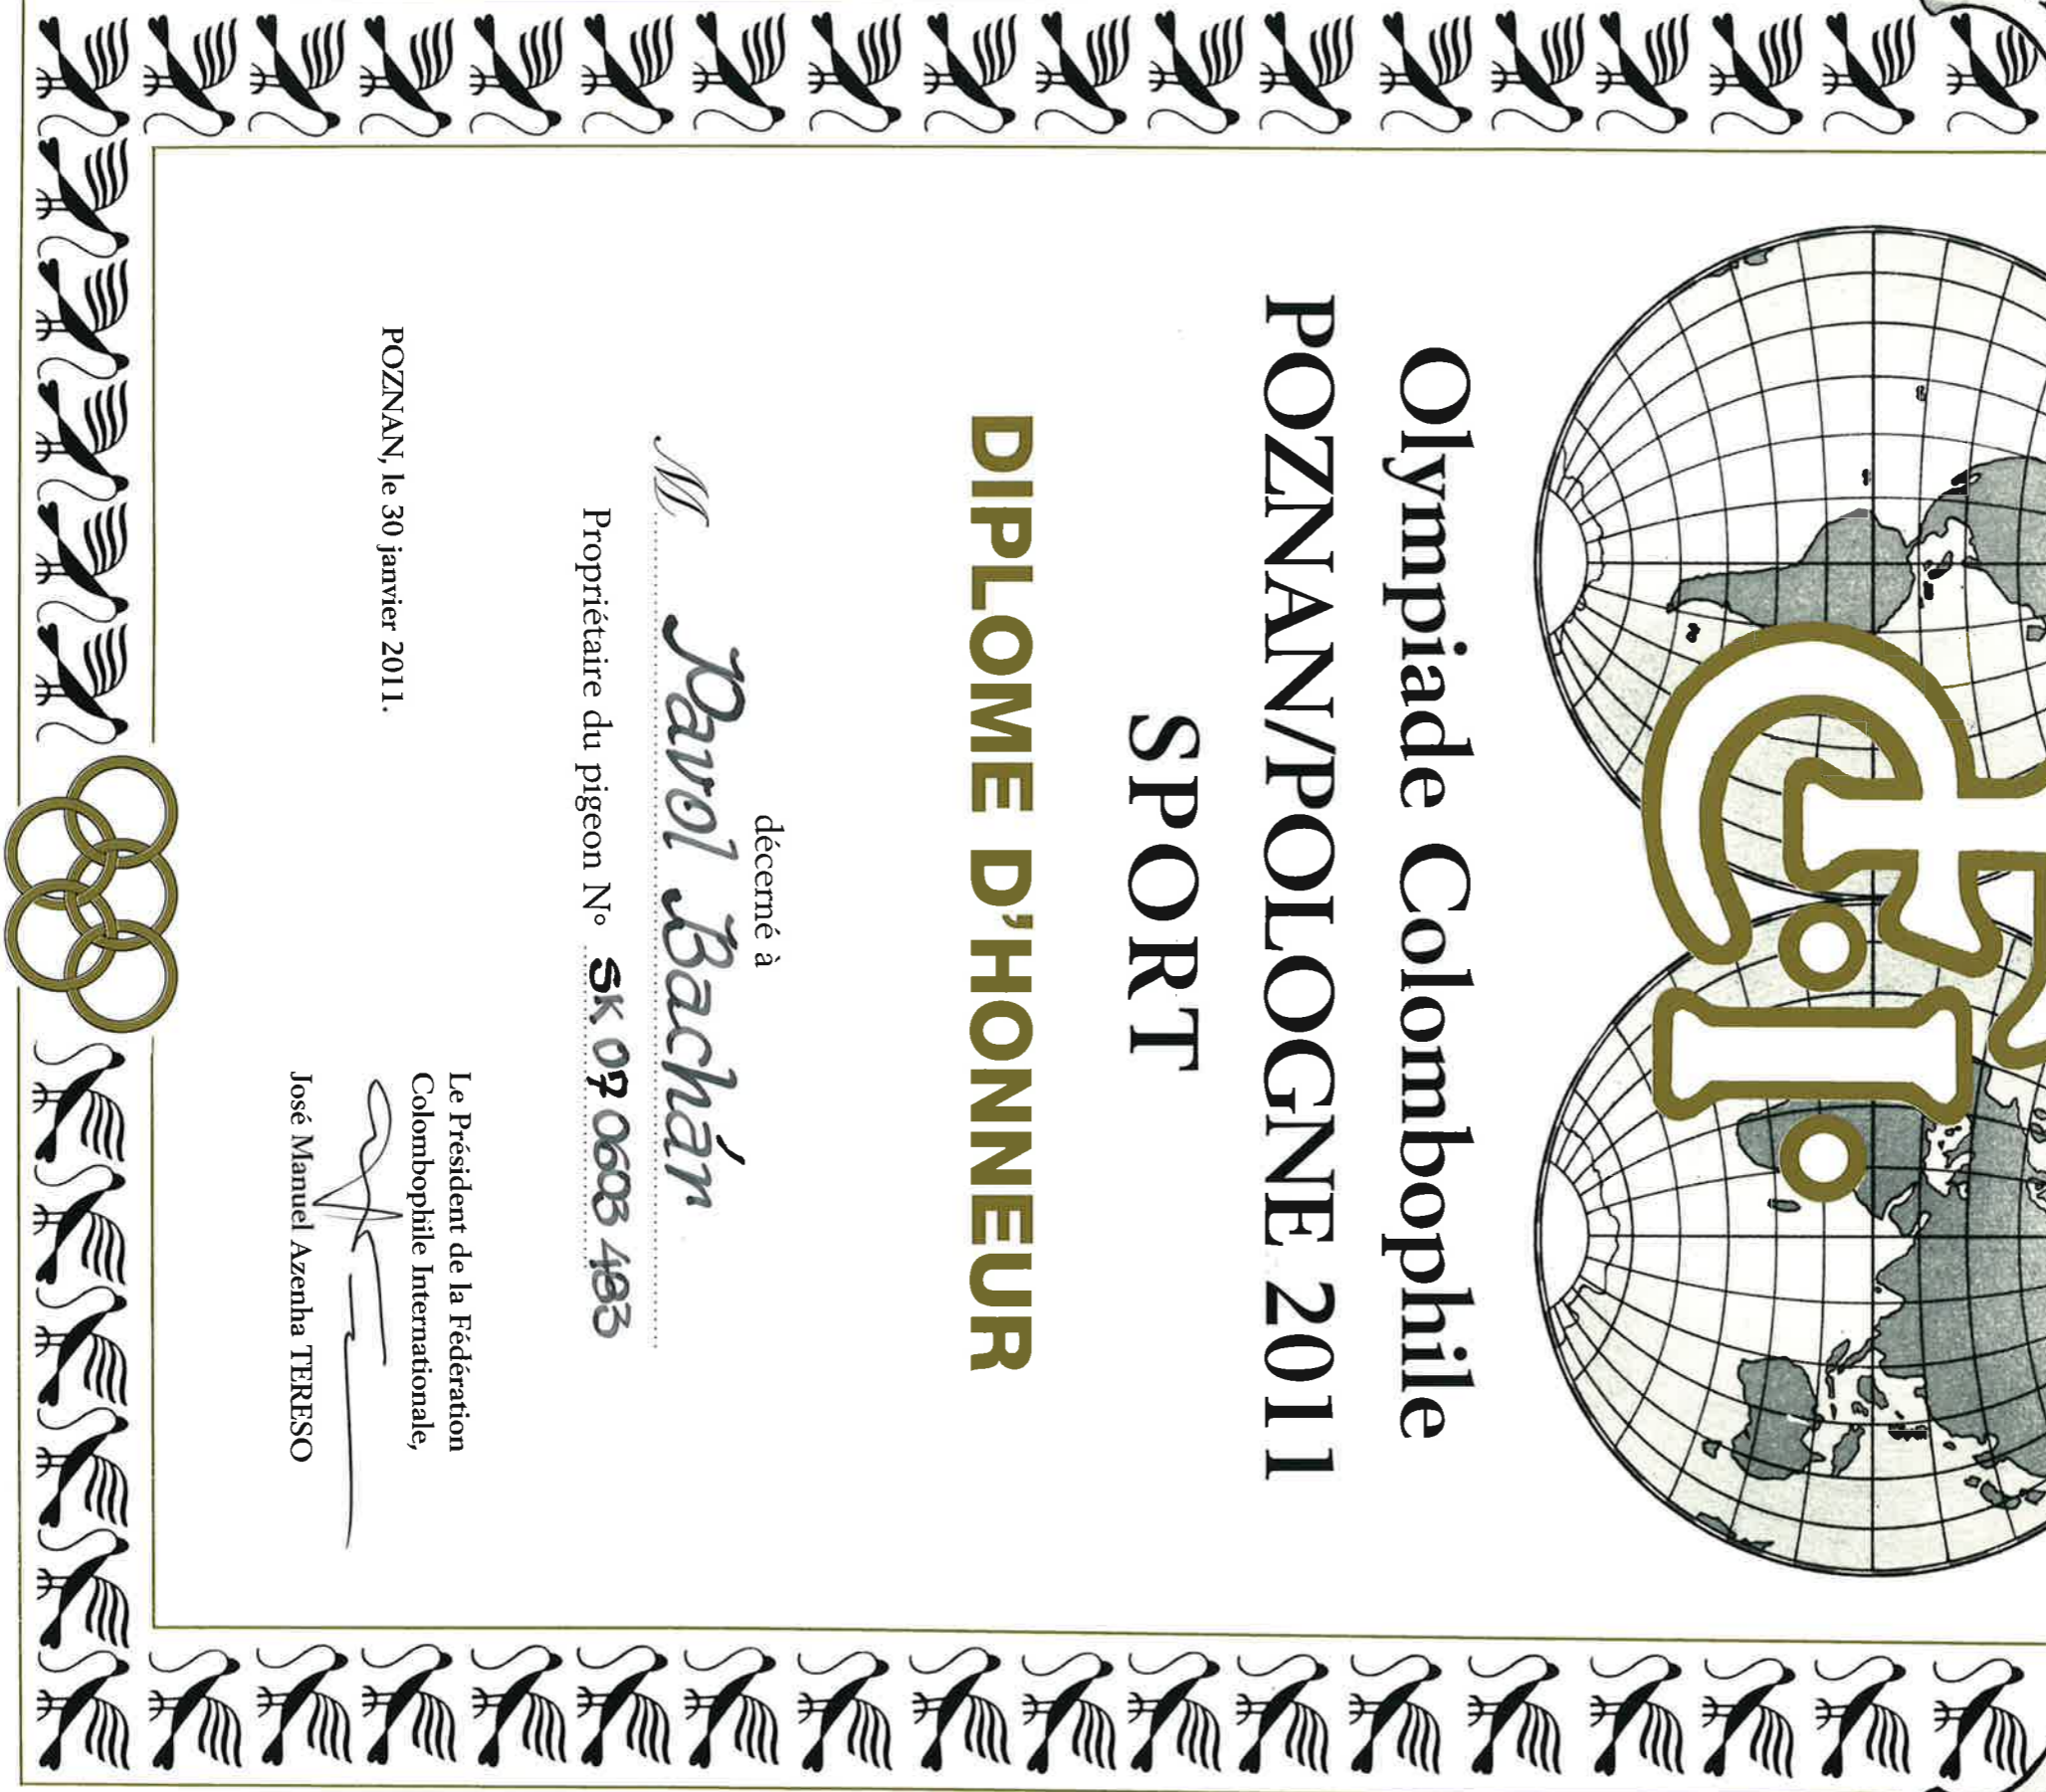 C.I.
Olympiade Colombophile
POZNAN/POLOGNE 2011
SPORT
DIPLOME D'HONNEUR
décerné à
M Pavol Bachár
Propriétaire du pigeon N° SK 07 0603 483
POZNAN, le 30 janvier 2011.
Le Président de la Fédération
Colombophile Internationale,
José Manuel Azenha TERESO